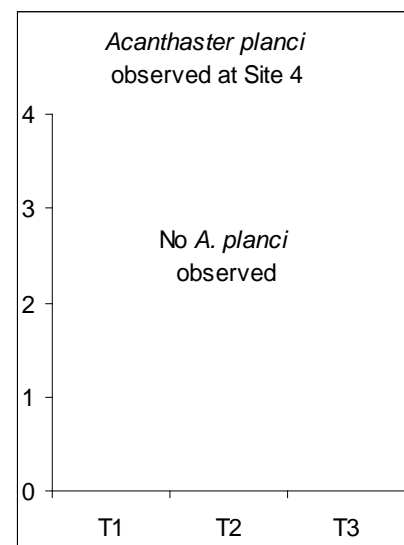 Acanthaster planci
observed at Site 4
4
3
No A. planci
observed
2
1
0
T1 T2 T3